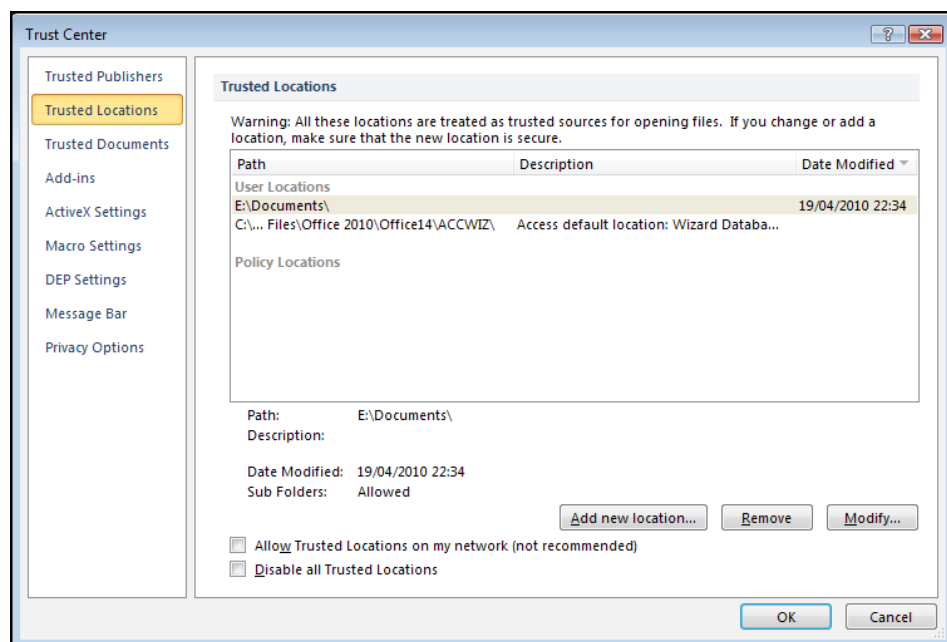 Trust Center
Trusted Publishers
Trusted Locations
Trusted Documents
Add-ins
ActiveX Settings
Macro Settings
DEP Settings
Message Bar
Privacy Options
Trusted Locations
Warning: All these locations are treated as trusted sources for opening files. If you change or add a
location, make sure that the new location is secure.
Path Description Date Modified
User Locations
E:\Documents\ 19/04/2010 22:34
C:\... Files\Office 2010\Office14\ACCWIZ\ Access default location: Wizard Databa...
Policy Locations
Path: E:\Documents\
Description:
Date Modified: 19/04/2010 22:34
Sub Folders: Allowed
Add new location... Remove Modify...
Allow Trusted Locations on my network (not recommended)
Disable all Trusted Locations
OK Cancel